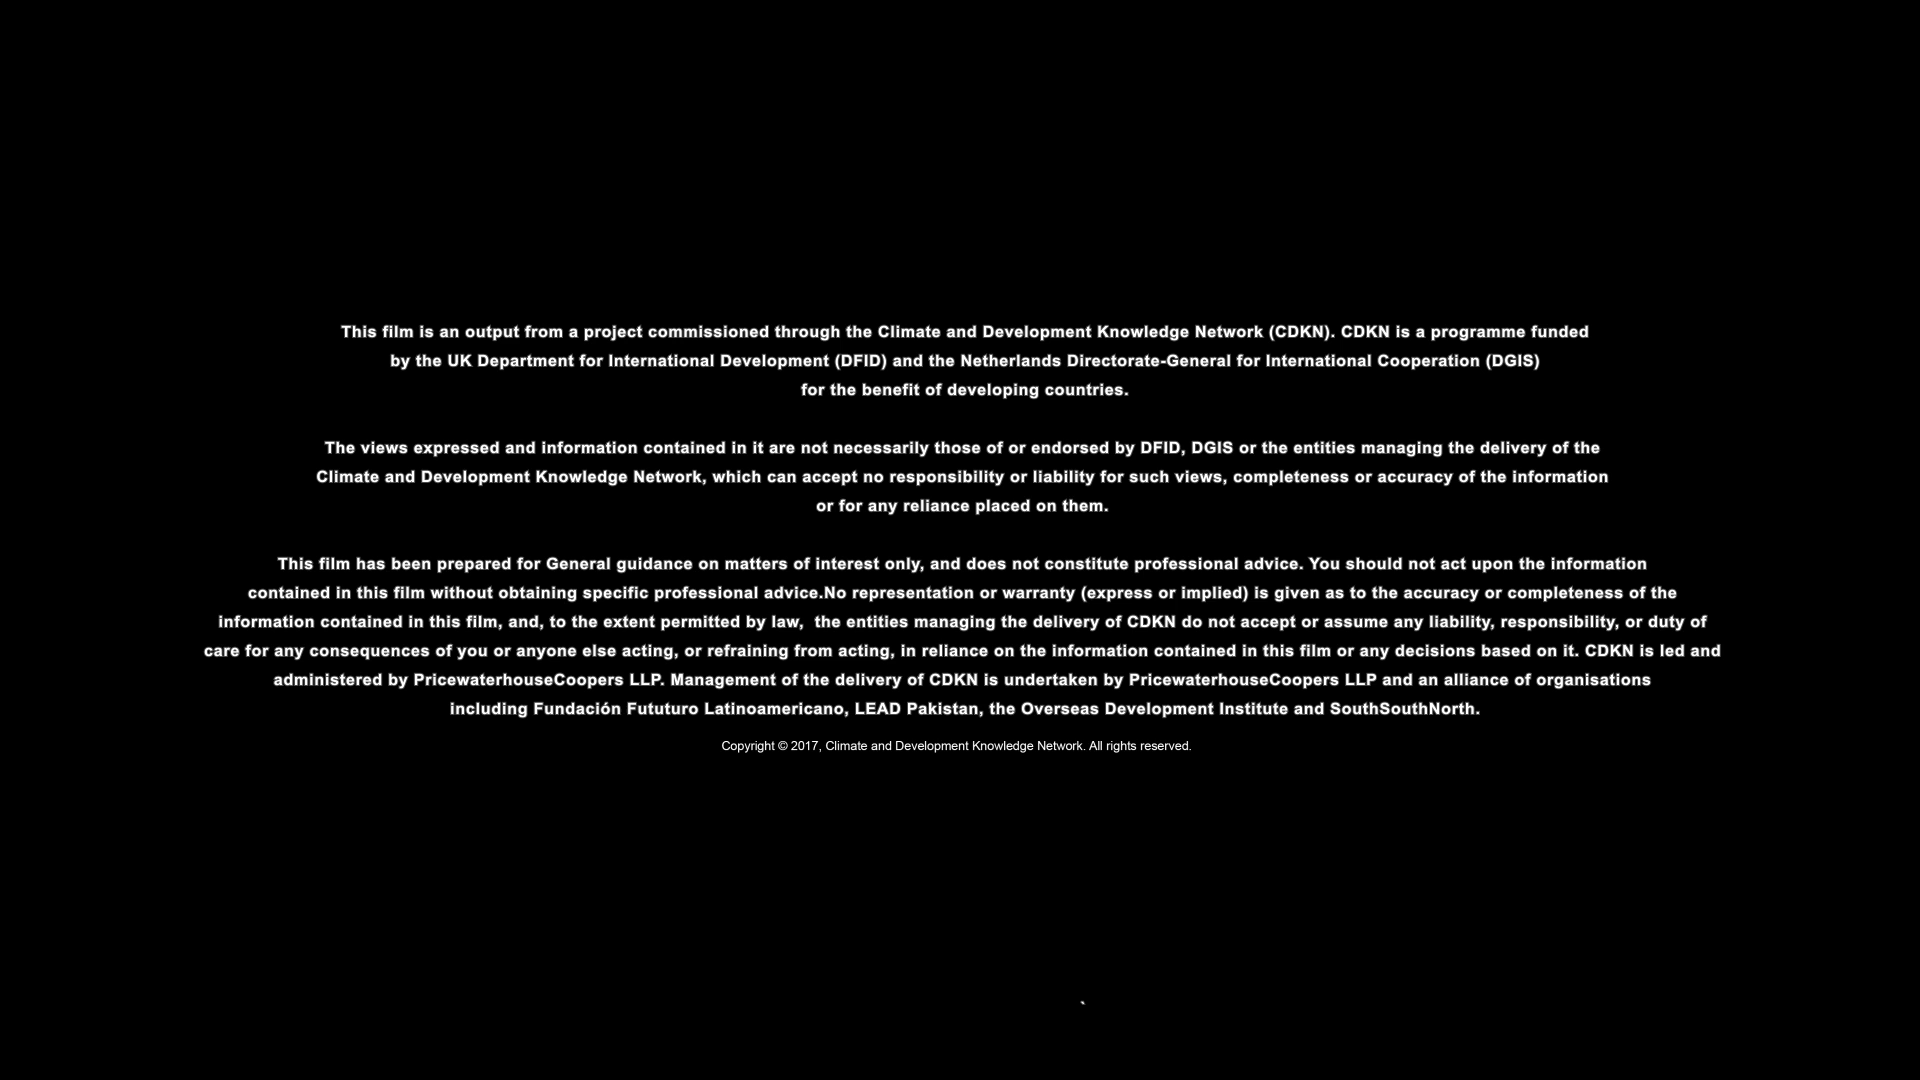 This film is an output from a project commissioned through the Climate and Development Knowledge Network (CDKN). CDKN is a programme funded
by the UK Department for International Development (DFID) and the Netherlands Directorate-General for International Cooperation (DGIS)
for the benefit of developing countries.
The views expressed and information contained in it are not necessarily those of or endorsed by DFID, DGIS or the entities managing the delivery of the
Climate and Development Knowledge Network, which can accept no responsibility or liability for such views, completeness or accuracy of the information
or for any reliance placed on them.
This film has been prepared for General guidance on matters of interest only, and does not constitute professional advice. You should not act upon the information
contained in this film without obtaining specific professional advice.No representation or warranty (express or implied) is given as to the accuracy or completeness of the
information contained in this film, and, to the extent permitted by law,  the entities managing the delivery of CDKN do not accept or assume any liability, responsibility, or duty of
care for any consequences of you or anyone else acting, or refraining from acting, in reliance on the information contained in this film or any decisions based on it. CDKN is led and
administered by PricewaterhouseCoopers LLP. Management of the delivery of CDKN is undertaken by PricewaterhouseCoopers LLP and an alliance of organisations
including Fundación Fututuro Latinoamericano, LEAD Pakistan, the Overseas Development Institute and SouthSouthNorth.
Copyright © 2017, Climate and Development Knowledge Network. All rights reserved.
`